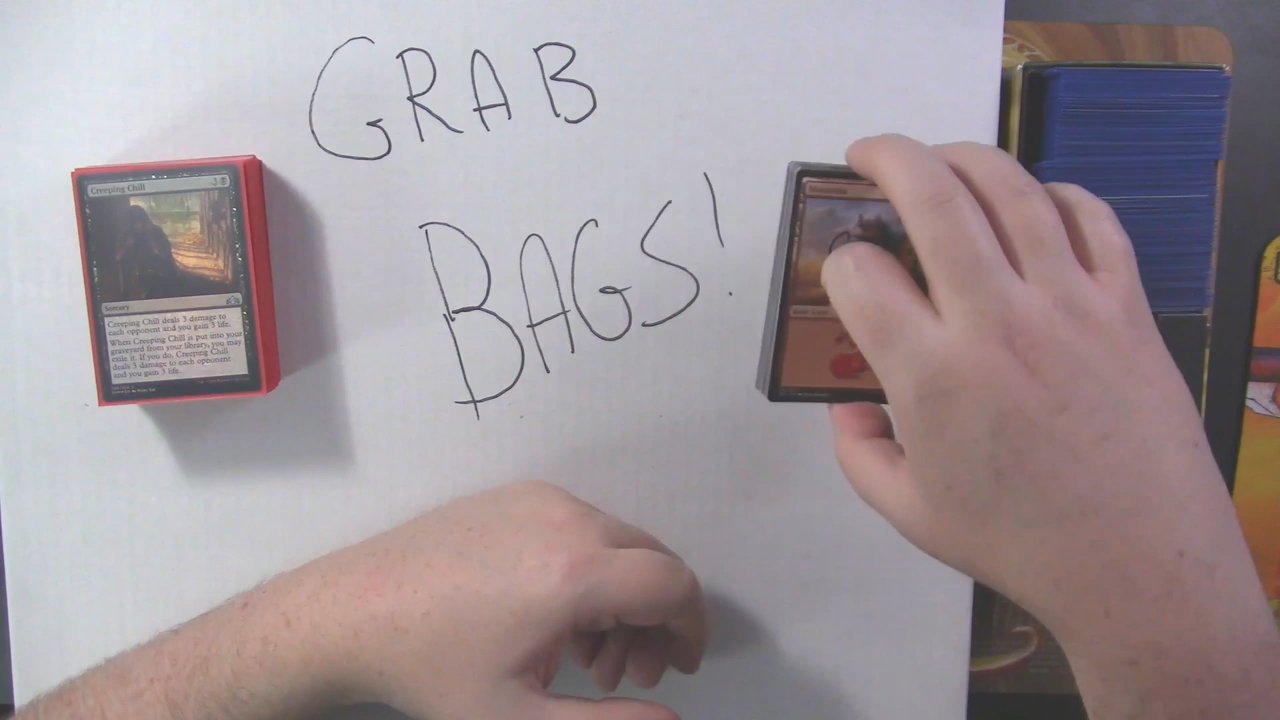 GRAB
BAGS!
Creeping Chill 3
Sorcery
Creeping Chill deals 3 damage to
each opponent and you gain 3 life.
When Creeping Chill is put into your
graveyard from your library, you may
exile it. If you do, Creeping Chill
deals 3 damage to each opponent
and you gain 3 life.
Mountain